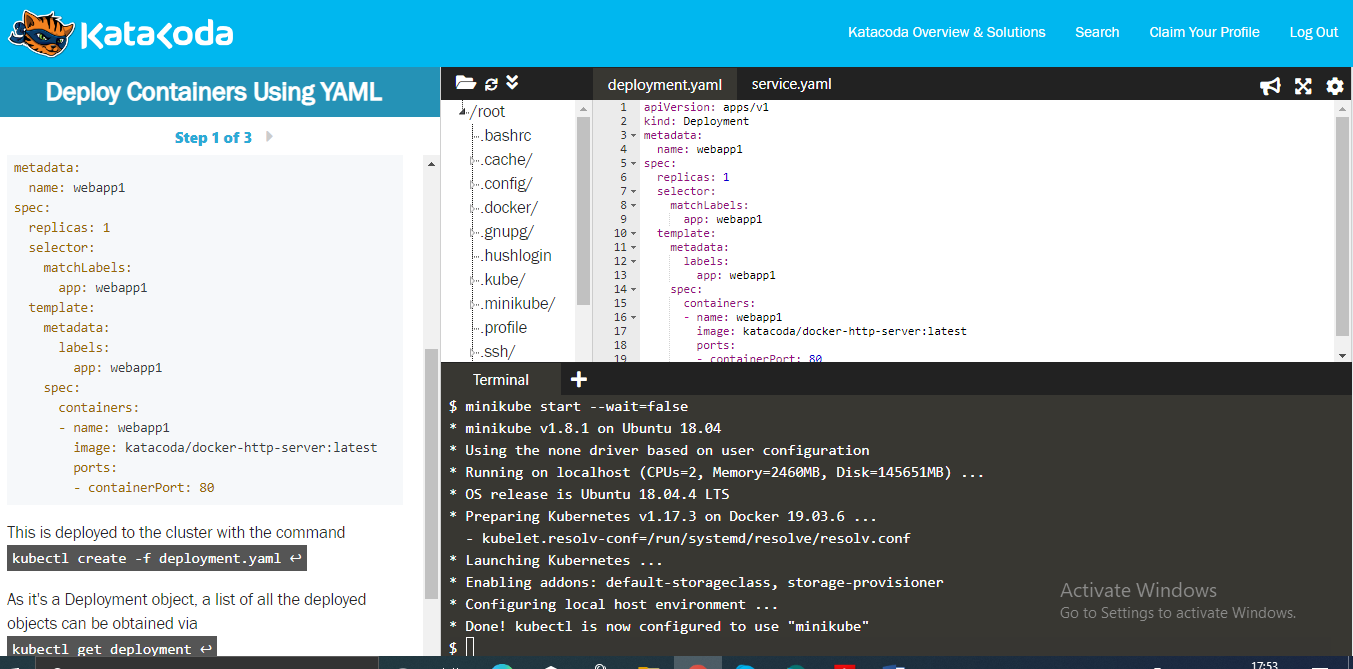 Katacoda
Katacoda Overview & Solutions
Search
Claim Your Profile
Log Out
Deploy Containers Using YAML
Step 1 of 3
metadata:
name: webapp1
spec:
replicas: 1
selector:
matchLabels:
app: webapp1
template:
metadata:
labels:
app: webapp1
spec:
containers:
- name: webapp1
image: katacoda/docker-http-server:latest
ports:
- containerPort: 80
This is deployed to the cluster with the command
kubectl create -f deployment.yaml ↩
As it's a Deployment object, a list of all the deployed
objects can be obtained via
kubectl get deployment ↩
/root
.bashrc
.cache/
.config/
.docker/
.gnupg/
.hushlogin
.kube/
.minikube/
.profile
.ssh/
deployment.yaml
service.yaml
1 apiVersion: apps/v1
2 kind: Deployment
3 metadata:
4 name: webapp1
5 spec:
6 replicas: 1
7 selector:
8 matchLabels:
9 app: webapp1
10 template:
11 metadata:
12 labels:
13 app: webapp1
14 spec:
15 containers:
16 - name: webapp1
17 image: katacoda/docker-http-server:latest
18 ports:
19 - containerPort: 80
Terminal
$ minikube start --wait=false
* minikube v1.8.1 on Ubuntu 18.04
* Using the none driver based on user configuration
* Running on localhost (CPUs=2, Memory=2460MB, Disk=145651MB) ...
* OS release is Ubuntu 18.04.4 LTS
* Preparing Kubernetes v1.17.3 on Docker 19.03.6 ...
- kubelet.resolv-conf=/run/systemd/resolve/resolv.conf
* Launching Kubernetes ...
* Enabling addons: default-storageclass, storage-provisioner
* Configuring local host environment ...
* Done! kubectl is now configured to use "minikube"
$
Activate Windows
Go to Settings to activate Windows.
17:53